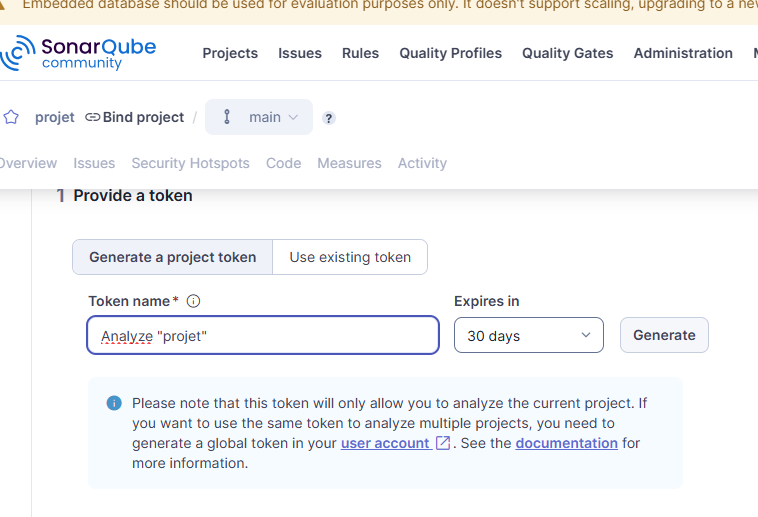 Embedded database should be used for evaluation purposes only. It doesn't support scaling, upgrading to a new
SonarQube community
Projects Issues Rules Quality Profiles Quality Gates Administration
projet Bind project / main ?
Overview Issues Security Hotspots Code Measures Activity
1 Provide a token
Generate a project token Use existing token
Token name* Expires in
Analyze "projet" 30 days Generate
Please note that this token will only allow you to analyze the current project. If
you want to use the same token to analyze multiple projects, you need to
generate a global token in your user account . See the documentation for
more information.